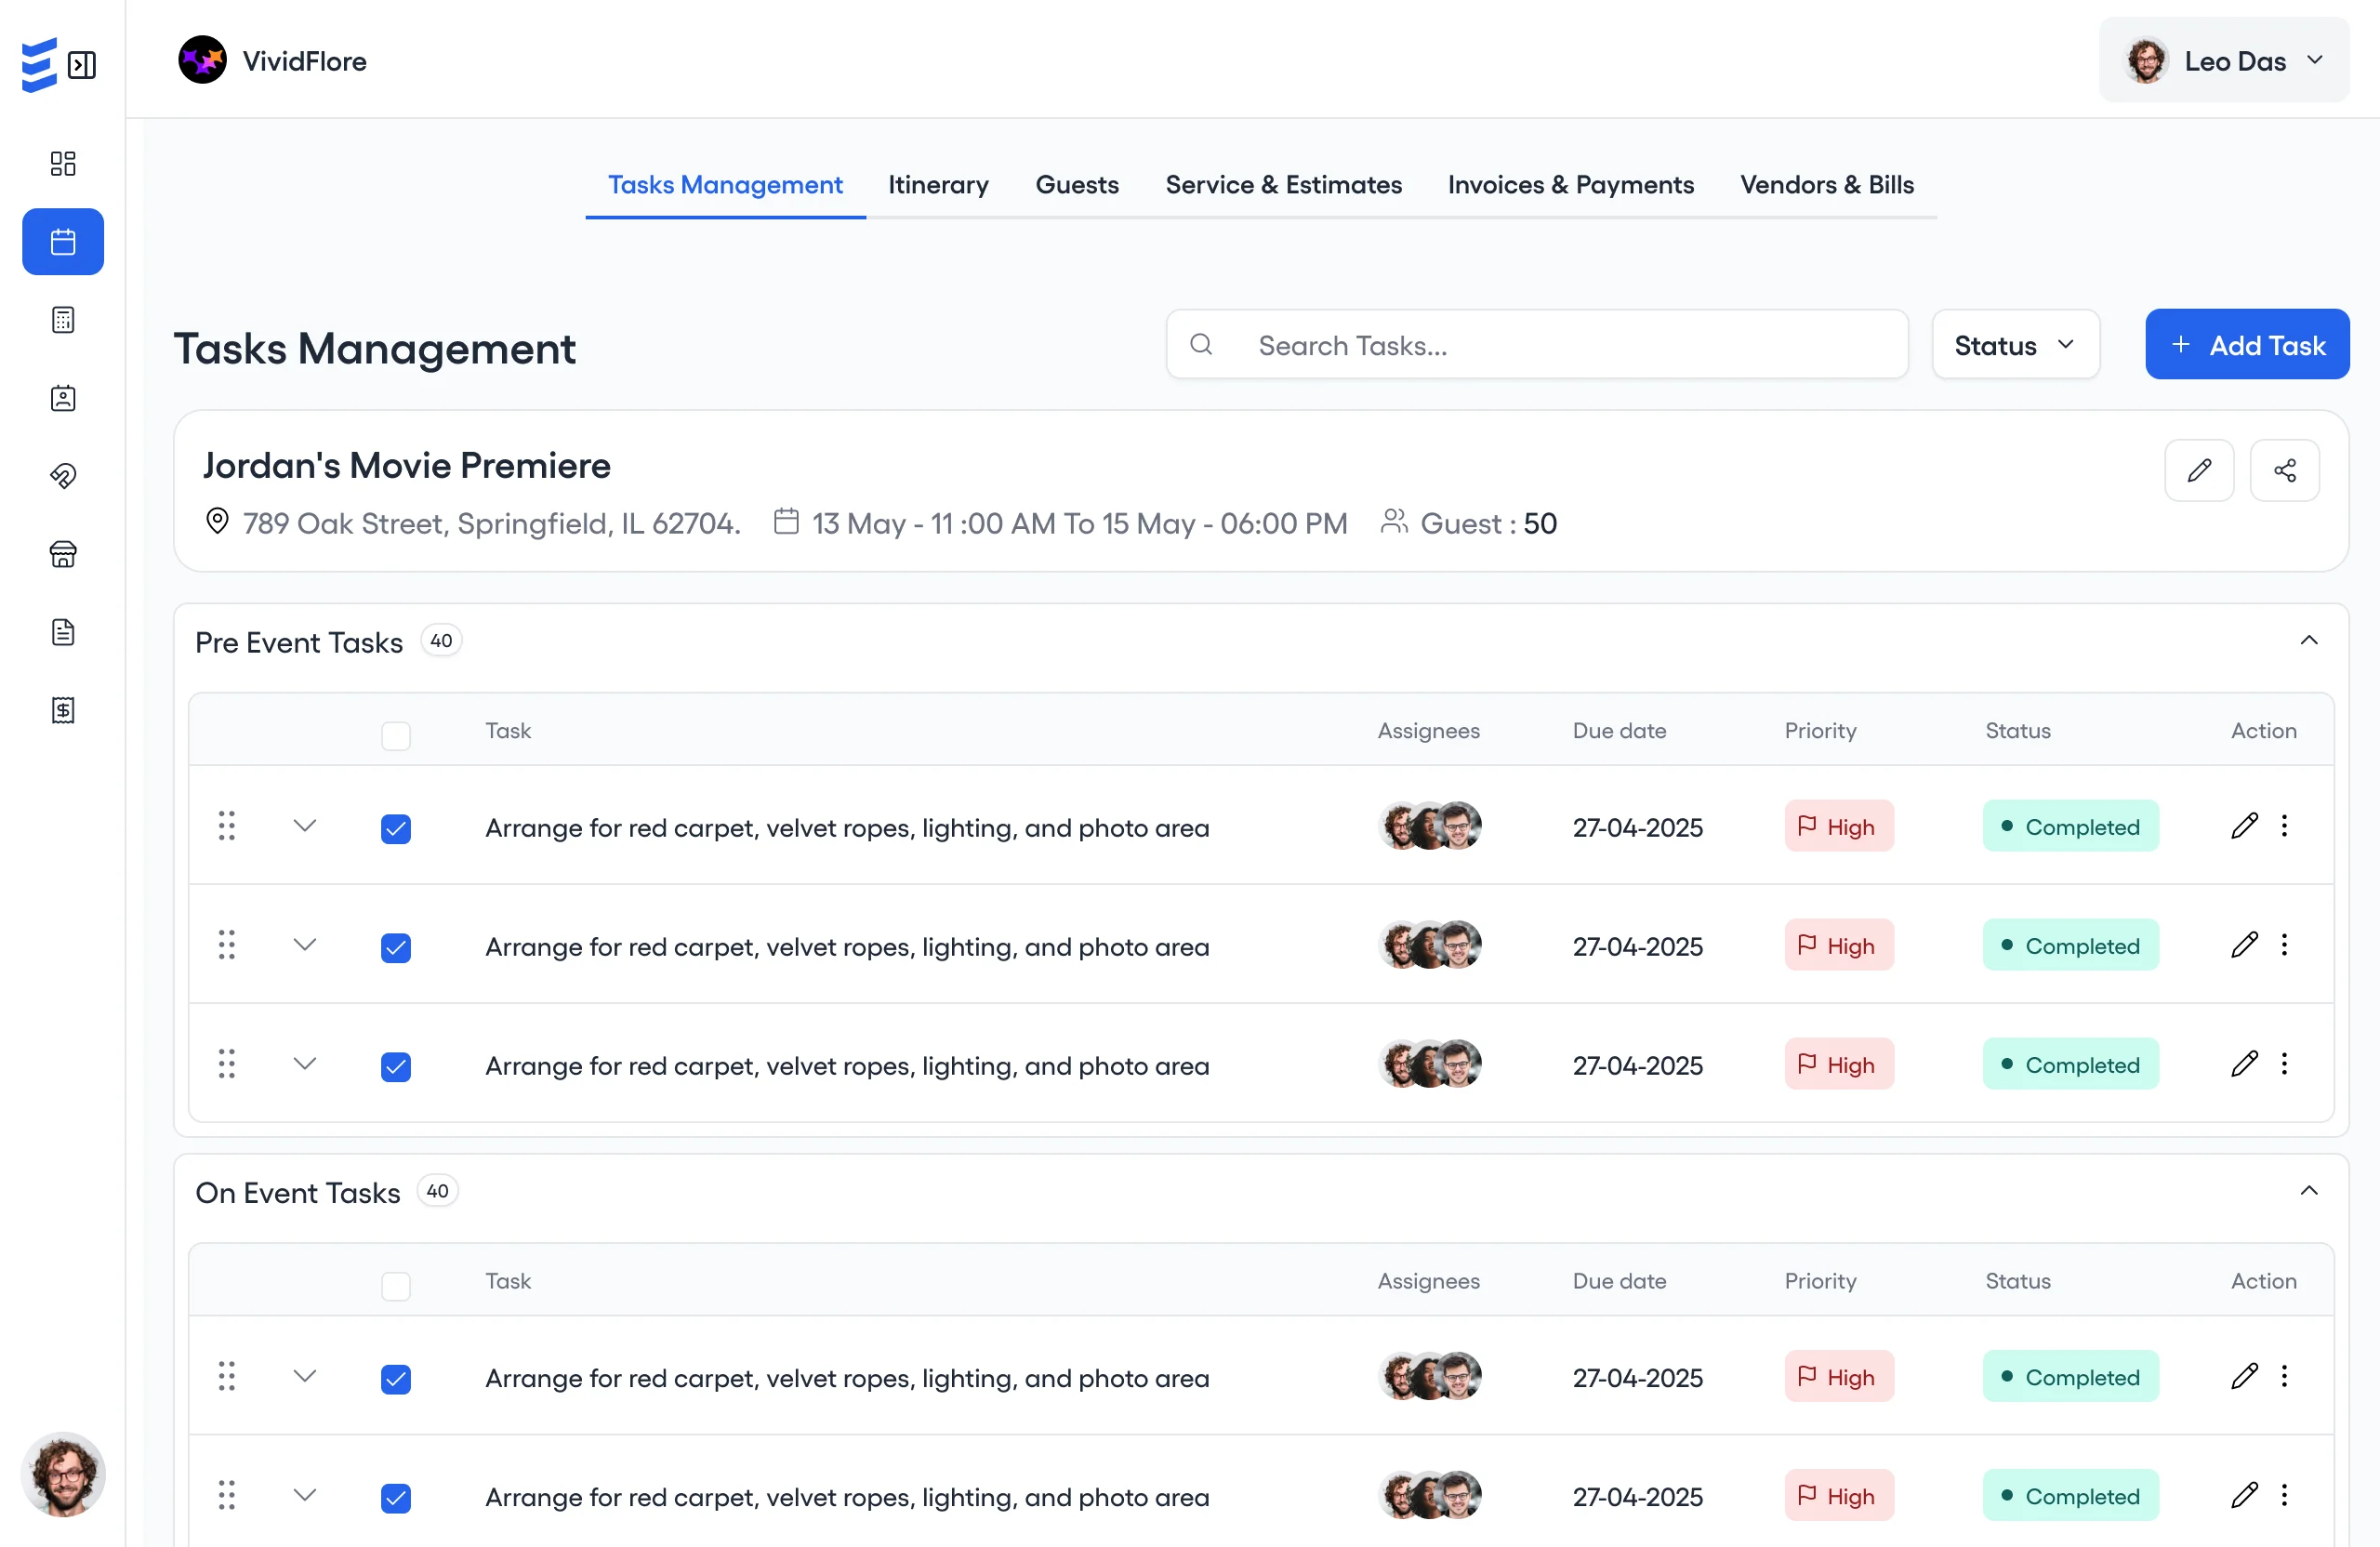 VividFlore
Leo Das
Tasks Management Itinerary Guests Service & Estimates Invoices & Payments Vendors & Bills
Tasks Management
Search Tasks...
Status
+ Add Task
Jordan's Movie Premiere
789 Oak Street, Springfield, IL 62704. 13 May - 11 :00 AM To 15 May - 06:00 PM Guest : 50
Pre Event Tasks 40
Task Assignees Due date Priority Status Action
Arrange for red carpet, velvet ropes, lighting, and photo area 27-04-2025 High Completed
Arrange for red carpet, velvet ropes, lighting, and photo area 27-04-2025 High Completed
Arrange for red carpet, velvet ropes, lighting, and photo area 27-04-2025 High Completed
On Event Tasks 40
Task Assignees Due date Priority Status Action
Arrange for red carpet, velvet ropes, lighting, and photo area 27-04-2025 High Completed
Arrange for red carpet, velvet ropes, lighting, and photo area 27-04-2025 High Completed